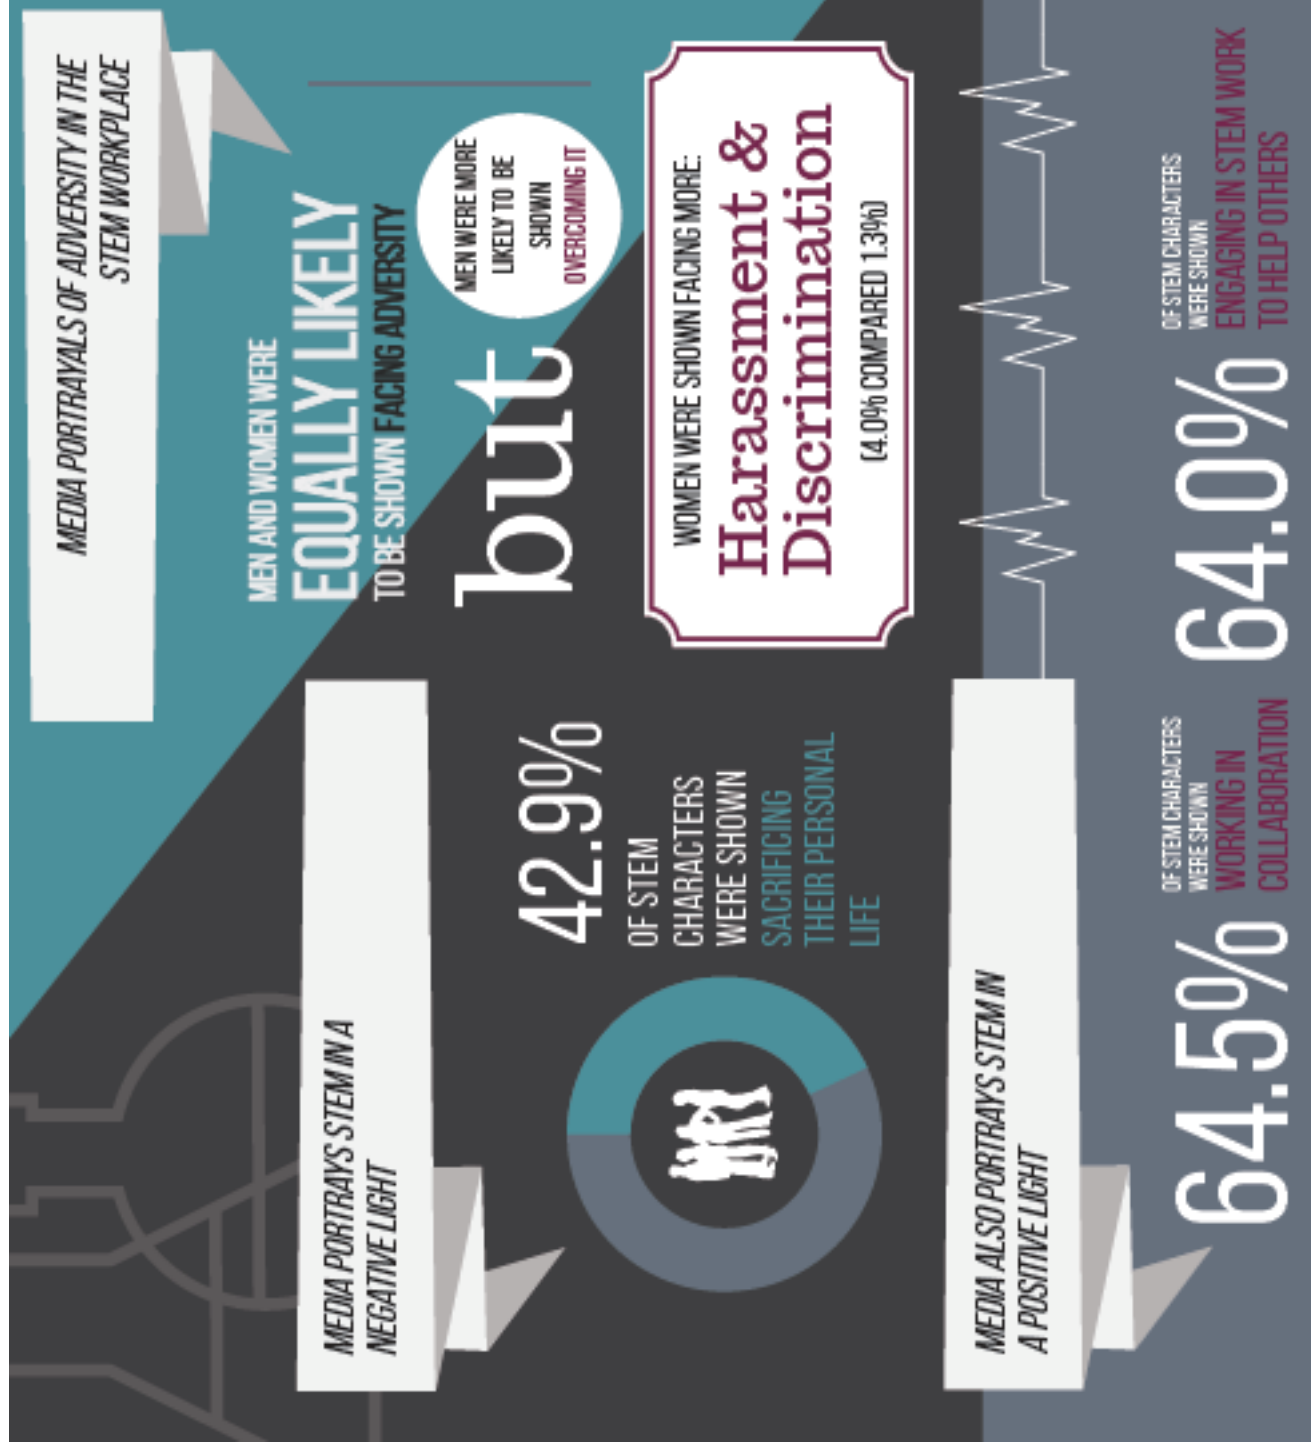 MEDIA PORTRAYALS OF ADVERSITY IN THE
STEM WORKPLACE
MEN AND WOMEN WERE
EQUALLY LIKELY
TO BE SHOWN FACING ADVERSITY
but
MEN WERE MORE
LIKELY TO BE
SHOWN
OVERCOMING IT
WOMEN WERE SHOWN FACING MORE:
Harassment &
Discrimination
(4.0% COMPARED 1.3%)
MEDIA PORTRAYS STEM IN A
NEGATIVE LIGHT
42.9%
OF STEM
CHARACTERS
WERE SHOWN
SACRIFICING
THEIR PERSONAL
LIFE
MEDIA ALSO PORTRAYS STEM IN
A POSITIVE LIGHT
64.5%
OF STEM CHARACTERS
WERE SHOWN
WORKING IN
COLLABORATION
64.0%
OF STEM CHARACTERS
WERE SHOWN
ENGAGING IN STEM WORK
TO HELP OTHERS